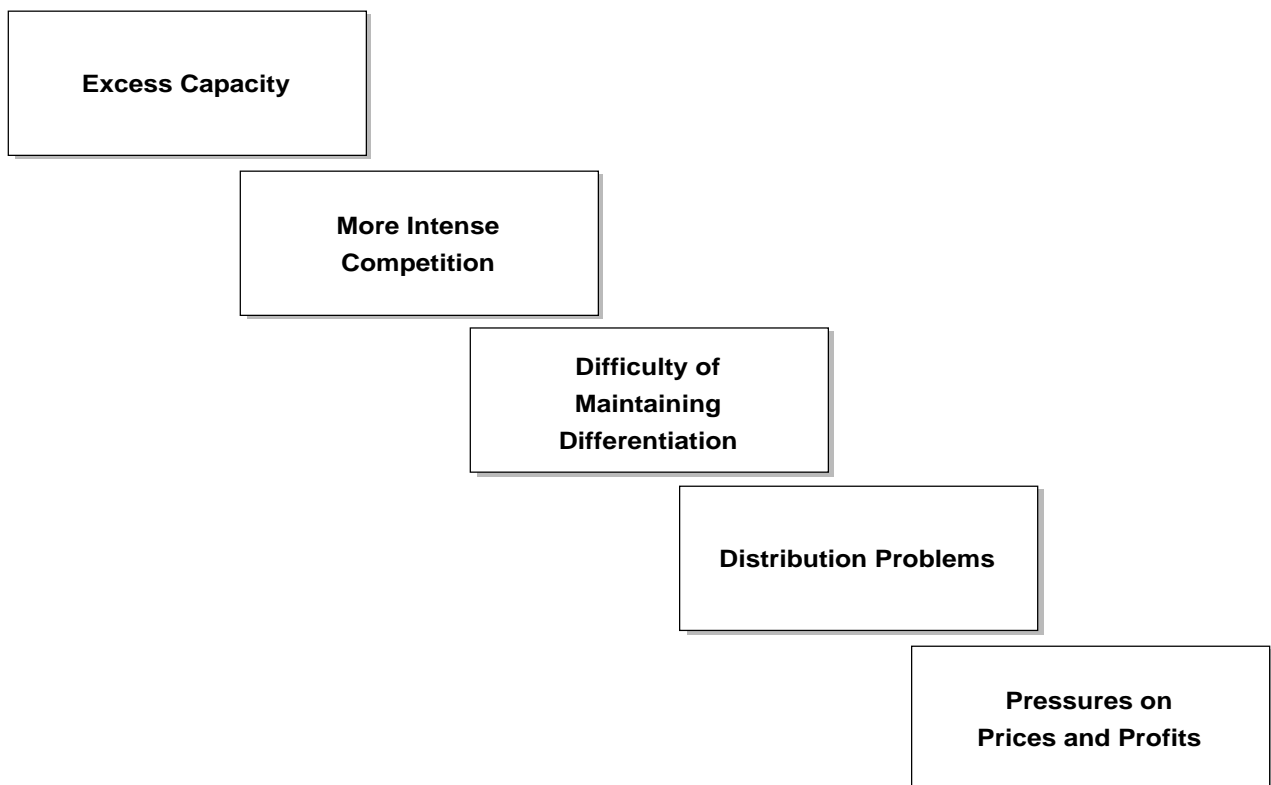 Excess Capacity
More Intense
Competition
Difficulty of
Maintaining
Differentiation
Distribution Problems
Pressures on
Prices and Profits